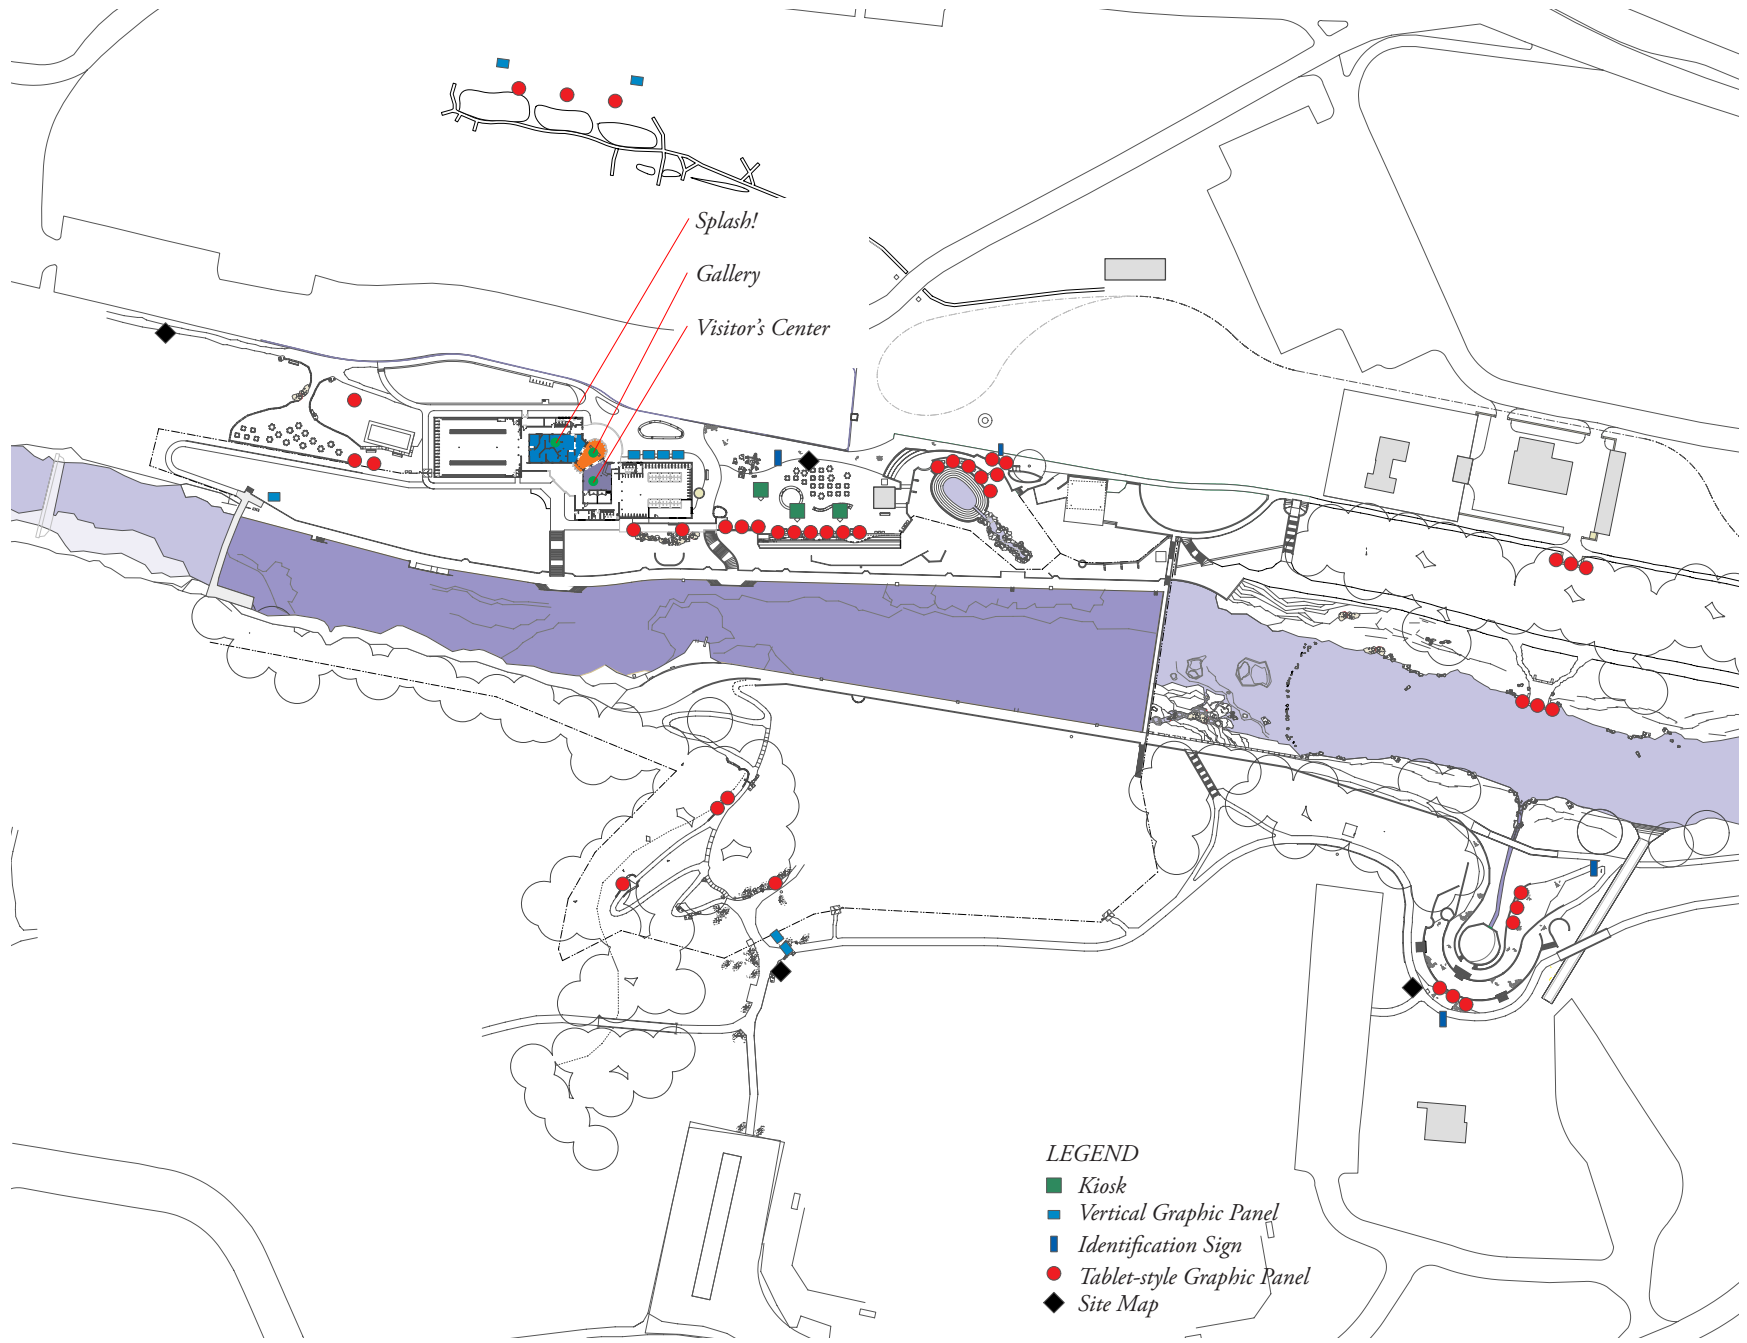 Splash!
Gallery
Visitor's Center
LEGEND
Kiosk
Vertical Graphic Panel
Identification Sign
Tablet-style Graphic Panel
Site Map